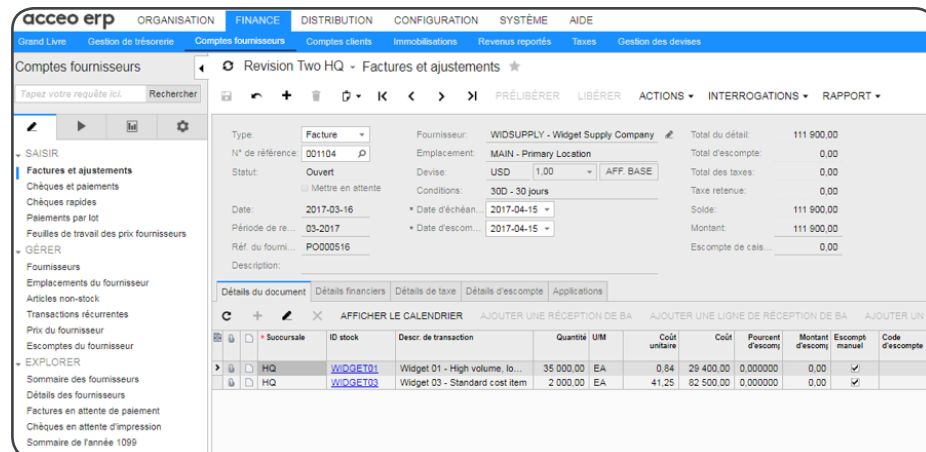 acceo erp ORGANISATION FINANCE DISTRIBUTION CONFIGURATION SYSTÈME AIDE
Grand Livre Gestion de trésorerie Comptes fournisseurs Comptes clients Immobilisations Revenus reportés Taxes Gestion des devises
Comptes fournisseurs
Revision Two HQ - Factures et ajustements
Tapez votre requête ici. Rechercher
PRÉLIBÉRER LIBÉRER ACTIONS INTERROGATIONS RAPPORT
SAISIR
Factures et ajustements
Chèques et paiements
Chèques rapides
Paiements par lot
Feuilles de travail des prix fournisseurs
GÉRER
Fournisseurs
Emplacements du fournisseur
Articles non-stock
Transactions récurrentes
Prix du fournisseur
Escomptes du fournisseur
EXPLORER
Sommaire des fournisseurs
Détails des fournisseurs
Factures en attente de paiement
Chèques en attente d'impression
Sommaire de l'année 1099
Type: Facture Fournisseur: WIDSUPPLY - Widget Supply Company Total du détail: 111 900,00
N° de référence: 001104 Emplacement: MAIN - Primary Location Total d'escompte: 0,00
Statut: Ouvert Devise: USD 1,00 AFF. BASE Total des taxes: 0,00
Mettre en attente Conditions: 30D - 30 jours Taxe retenue: 0,00
Date: 2017-03-16 * Date d'échéan... 2017-04-15 Solde: 111 900,00
Période de re... 03-2017 * Date d'escom... 2017-04-15 Montant: 111 900,00
Réf. du fourni... PO000516 Escompte de cais... 0,00
Description:
Détails du document Détails financiers Détails de taxe Détails d'escompte Applications
AFFICHER LE CALENDRIER AJOUTER UNE RÉCEPTION DE BA AJOUTER UNE LIGNE DE RÉCEPTION DE BA AJOUTER UN
* Succursale ID stock Descr. de transaction Quantité U/M Coût unitaire Coût Pourcent d'escom Montant d'escom Escompt manuel Code d'escompte
HQ WIDGET01 Widget 01 - High volume, lo... 35 000,00 EA 0,84 29 400,00 0,000000 0,00
HQ WIDGET03 Widget 03 - Standard cost item 2 000,00 EA 41,25 82 500,00 0,000000 0,00